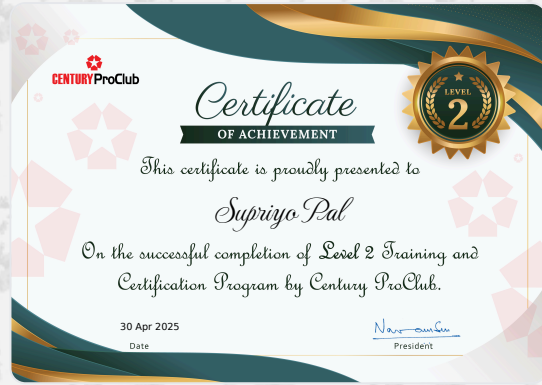 CENTURY ProClub
Certificate
OF ACHIEVEMENT
LEVEL
2
This certificate is proudly presented to
Supriyo Pal
On the successful completion of Level 2 Training and
Certification Program by Century ProClub.
30 Apr 2025
Date
President